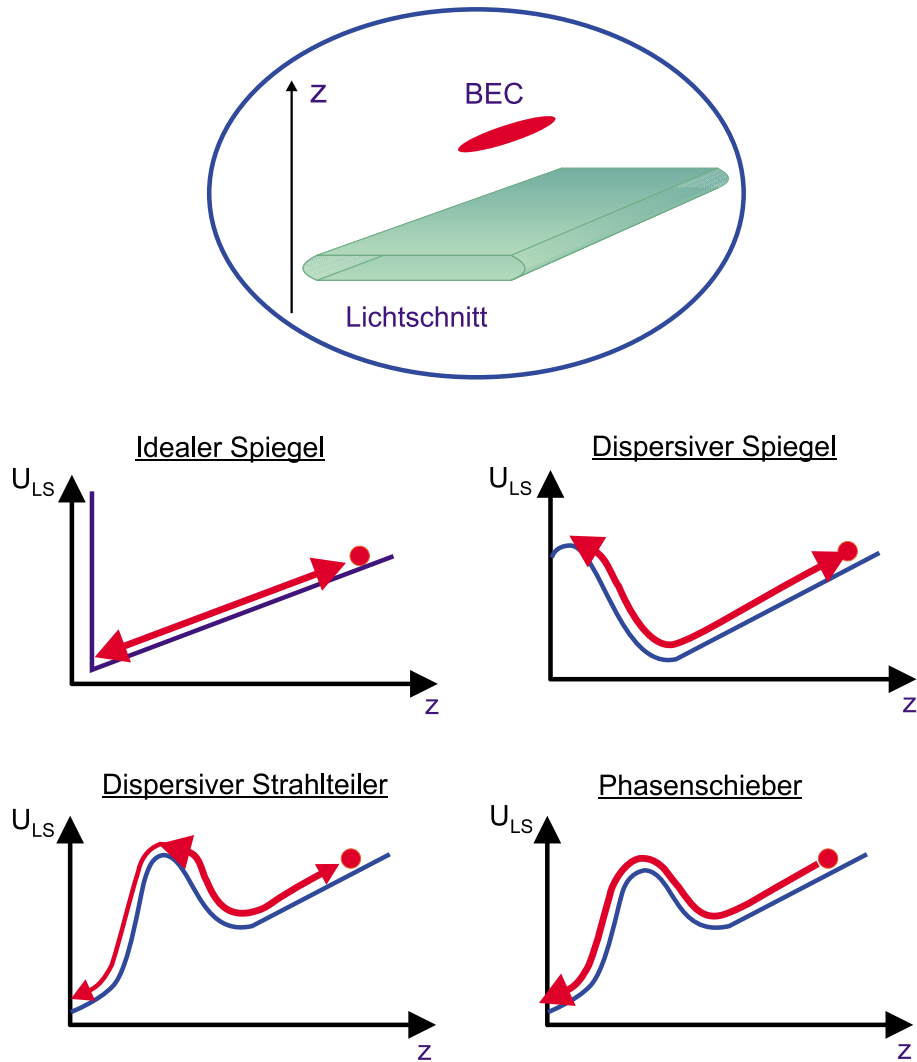 z
BEC
Lichtschnitt
Idealer Spiegel
U_LS
z
Dispersiver Spiegel
U_LS
z
Dispersiver Strahlteiler
U_LS
z
Phasenschieber
U_LS
z